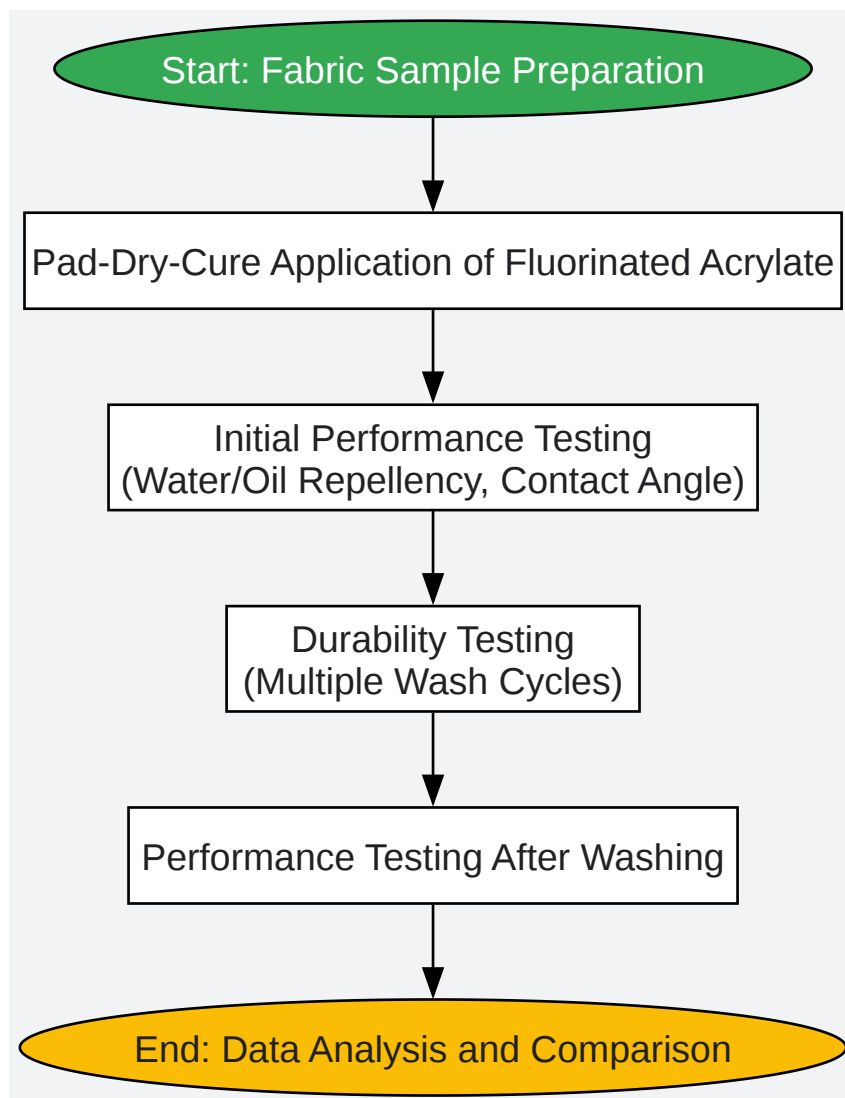 Start: Fabric Sample Preparation
Pad-Dry-Cure Application of Fluorinated Acrylate
Initial Performance Testing
(Water/Oil Repellency, Contact Angle)
Durability Testing
(Multiple Wash Cycles)
Performance Testing After Washing
End: Data Analysis and Comparison